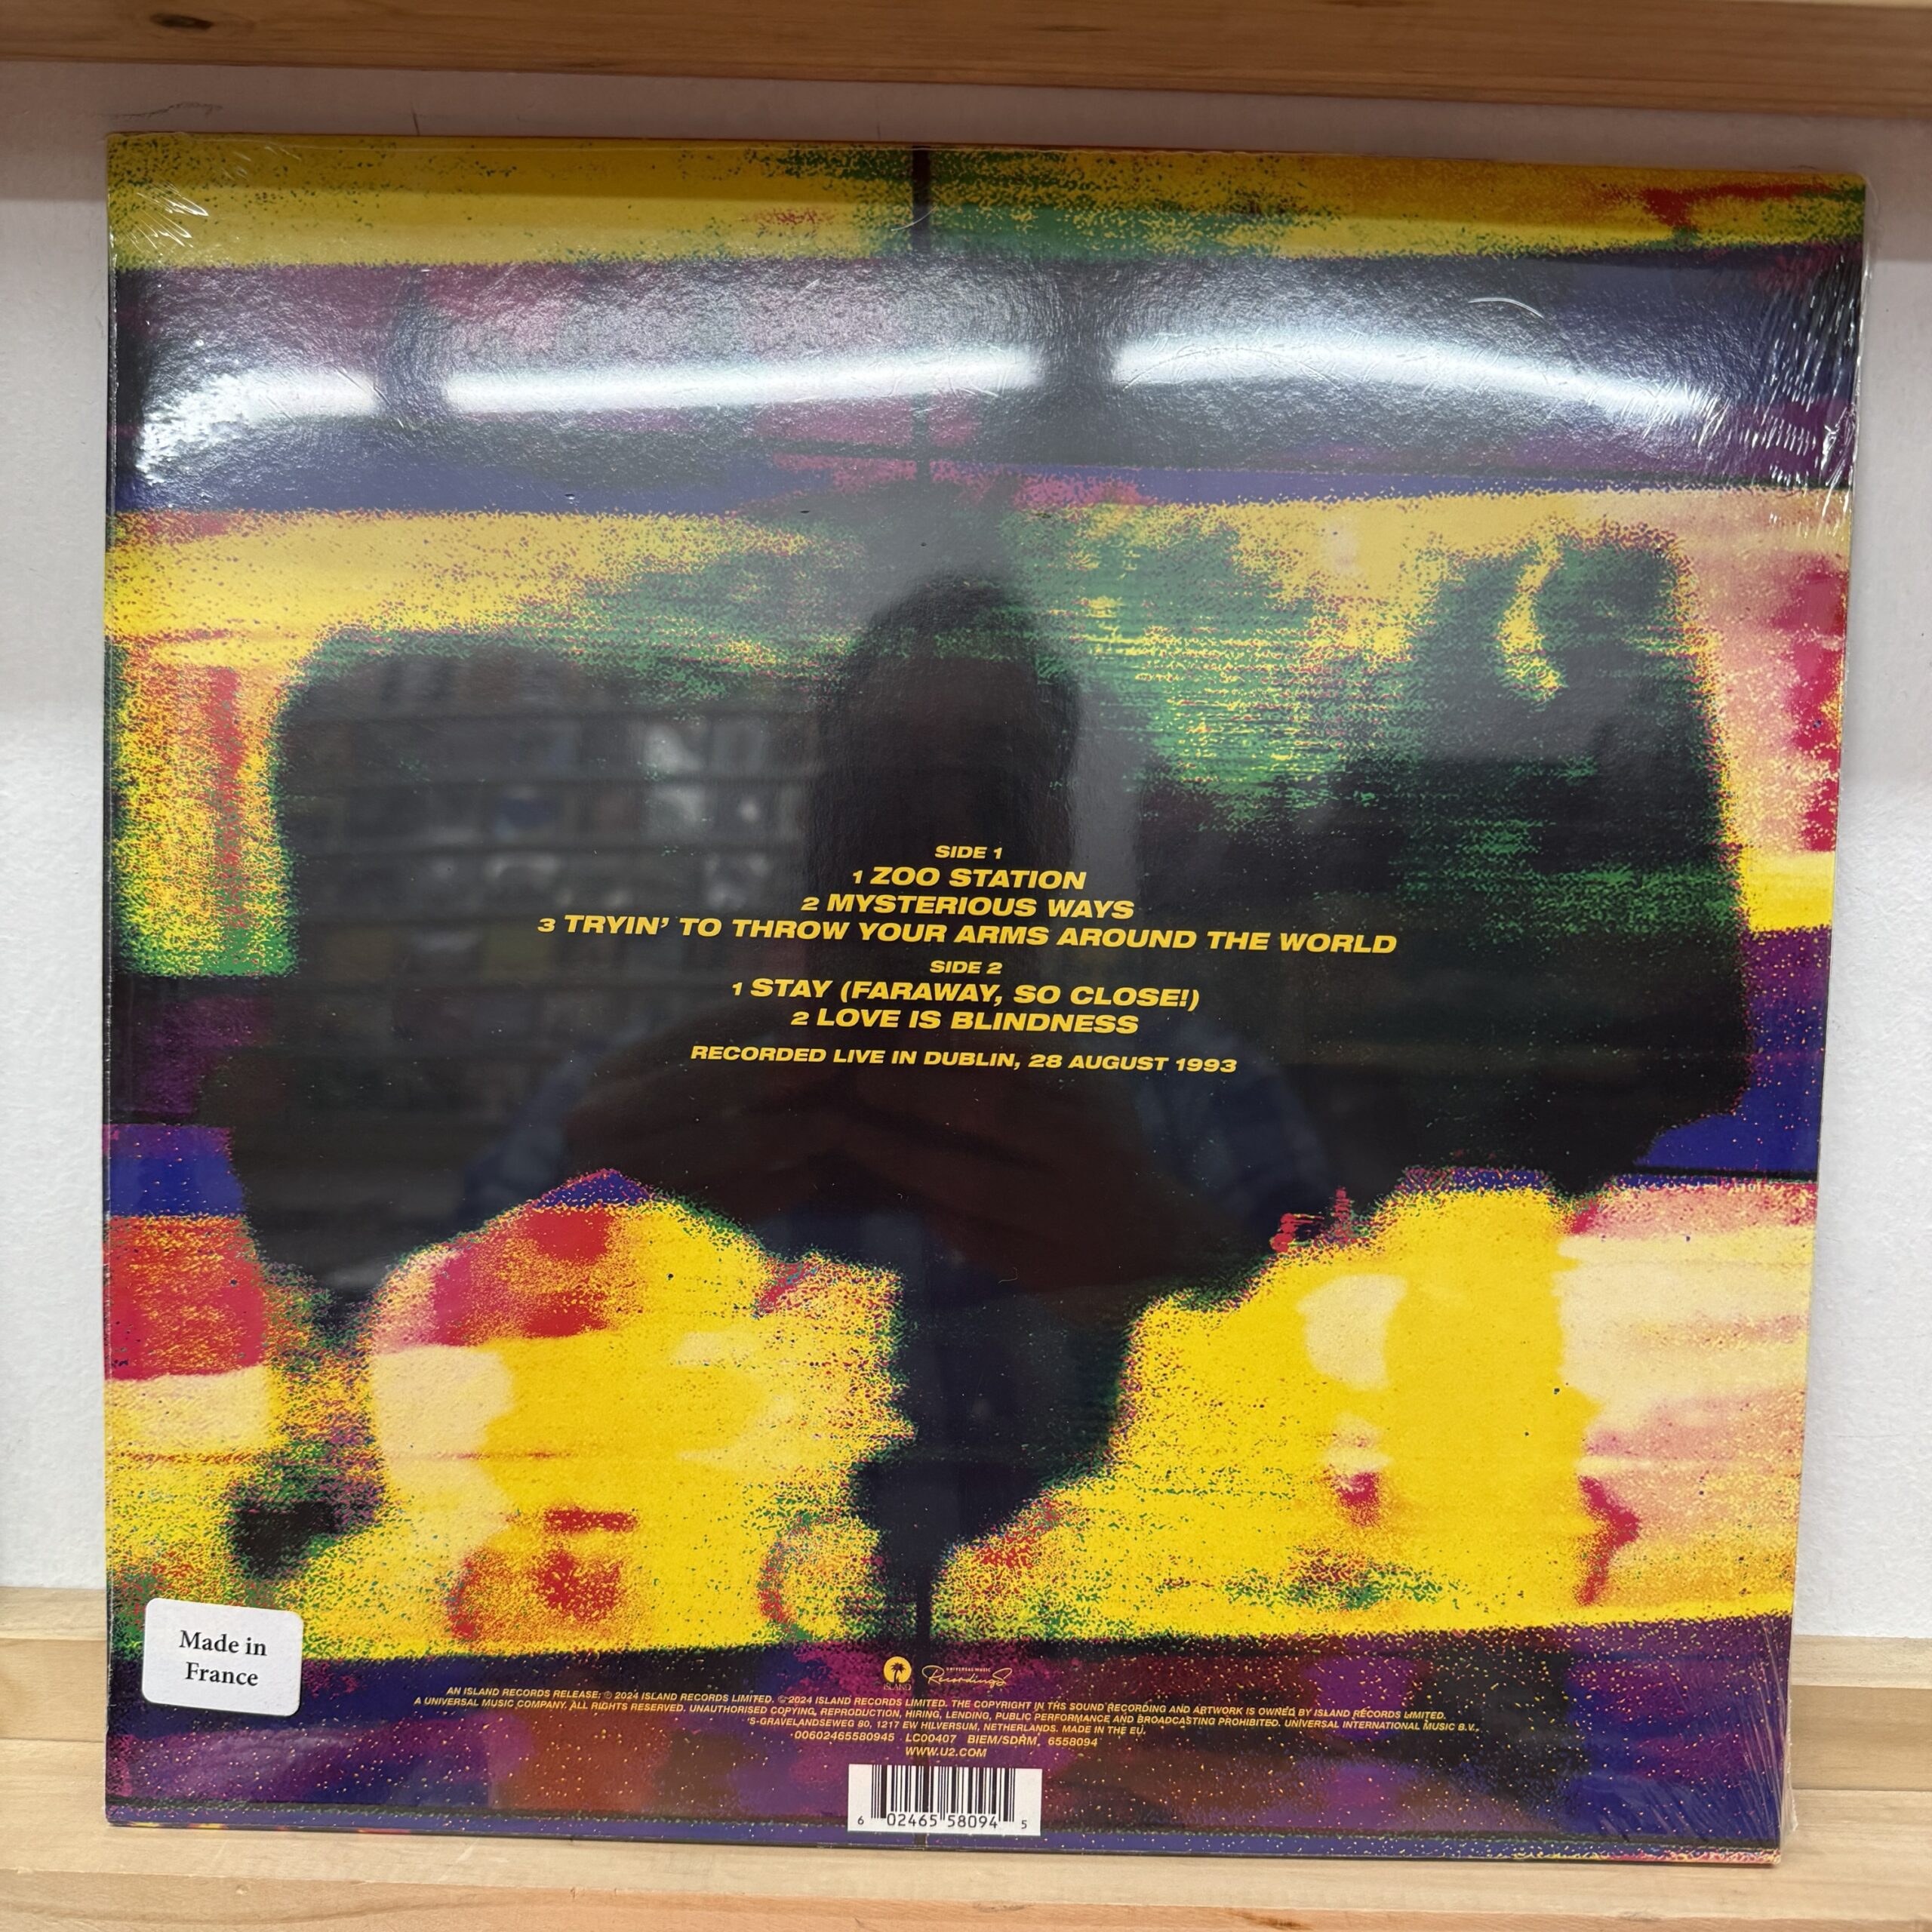 SIDE 1
1 ZOO STATION
2 MYSTERIOUS WAYS
3 TRYIN' TO THROW YOUR ARMS AROUND THE WORLD
SIDE 2
1 STAY (FARAWAY, SO CLOSE!)
2 LOVE IS BLINDNESS
RECORDED LIVE IN DUBLIN, 28 AUGUST 1993
Made in
France
ISLAND
UNIVERSAL MUSIC
Recordings
AN ISLAND RECORDS RELEASE; ℗ 2024 ISLAND RECORDS LIMITED. © 2024 ISLAND RECORDS LIMITED. THE COPYRIGHT IN THIS SOUND RECORDING AND ARTWORK IS OWNED BY ISLAND RECORDS LIMITED.
A UNIVERSAL MUSIC COMPANY. ALL RIGHTS RESERVED. UNAUTHORISED COPYING, REPRODUCTION, HIRING, LENDING, PUBLIC PERFORMANCE AND BROADCASTING PROHIBITED. UNIVERSAL INTERNATIONAL MUSIC B.V.,
'S-GRAVELANDSEWEG 80, 1217 EW HILVERSUM, NETHERLANDS. MADE IN THE EU.
00602465580945 LC00407 BIEM/SDRM, 6558094
WWW.U2.COM
6 02465 58094 5